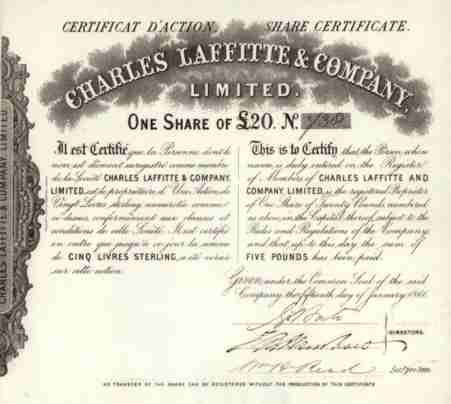 CERTIFICAT D'ACTION. SHARE CERTIFICATE.
CHARLES LAFFITTE & COMPANY,
LIMITED.
ONE SHARE OF £20. No.
Il est Certifié que la Personne dont le
nom est dûment enregistré comme membre
de la Société CHARLES LAFFITTE & COMPANY,
LIMITED, est le propriétaire d'Une Action de
Vingt Livres sterling numérotée comme
ci-dessus, conformément aux clauses et
conditions de cette Société. Il est certifié
en outre que jusqu'à ce jour la somme
de CINQ LIVRES STERLING, a été versée
sur cette action.
This is to Certify that the Person whose
name is duly entered on the Register
of Members of CHARLES LAFFITTE AND
COMPANY LIMITED is the registered Proprietor
of One Share of Twenty Pounds, numbered
as above, in the Capital thereof, subject to the
Rules and Regulations of the Company
and that up to this day the sum of
FIVE POUNDS has been paid.
Given under the Common Seal of the said
Company the fifteenth day of January 1866.
DIRECTORS.
Wm H Read
NO TRANSFER OF THE SHARE CAN BE REGISTERED WITHOUT THE PRODUCTION OF THIS CERTIFICATE
CHARLES LAFFITTE & COMPANY LIMITED